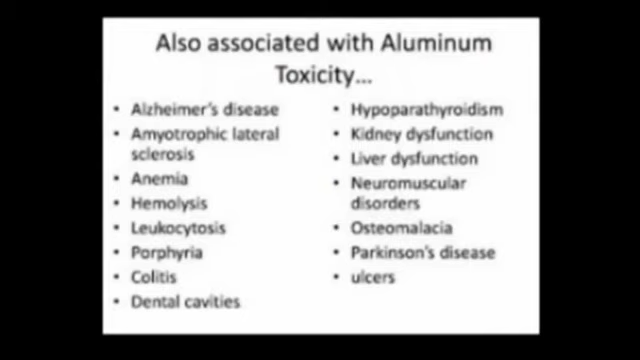 Also associated with Aluminum
Toxicity...
• Alzheimer's disease
• Amyotrophic lateral
sclerosis
• Anemia
• Hemolysis
• Leukocytosis
• Porphyria
• Colitis
• Dental cavities
• Hypoparathyroidism
• Kidney dysfunction
• Liver dysfunction
• Neuromuscular
disorders
• Osteomalacia
• Parkinson's disease
• ulcers